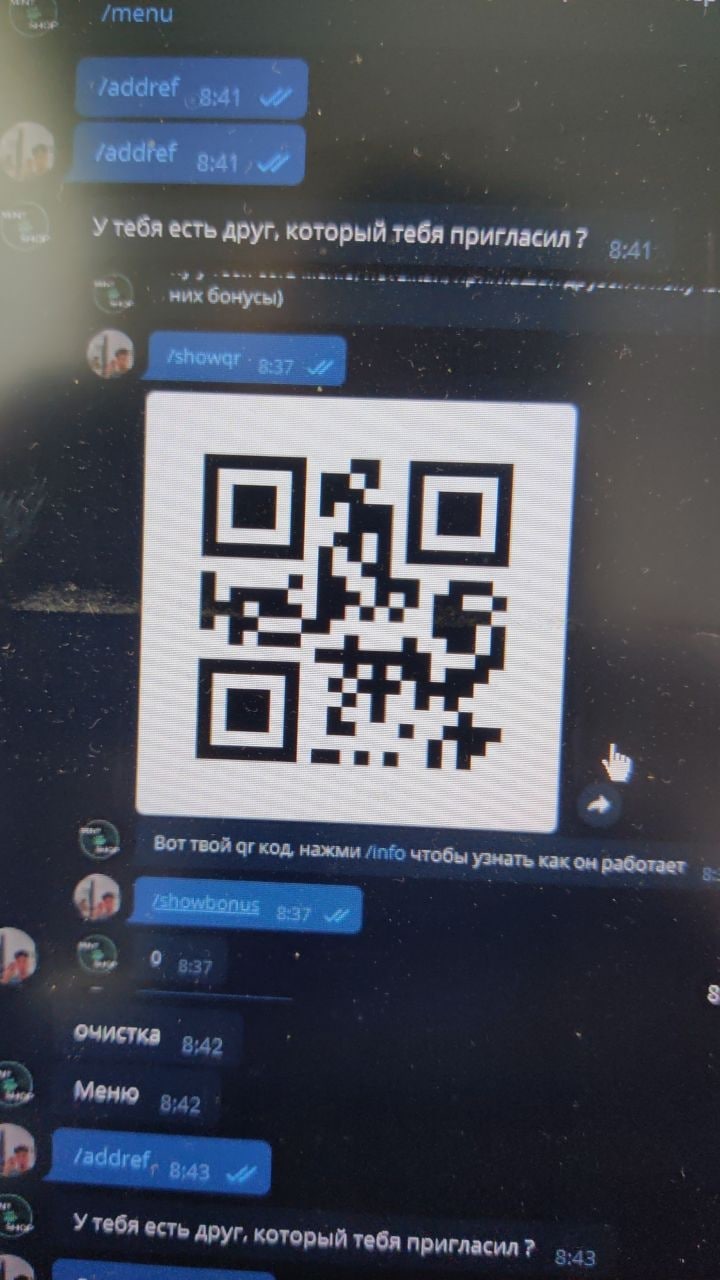 /menu
/addref 8:41
/addref 8:41
У тебя есть друг, который тебя пригласил ? 8:41
них бонусы)
/showqr 8:37
Вот твой qr код, нажми /info чтобы узнать как он работает
/showbonus 8:37
0 8:37
очистка 8:42
Меню 8:42
/addref 8:43
У тебя есть друг, который тебя пригласил ? 8:43